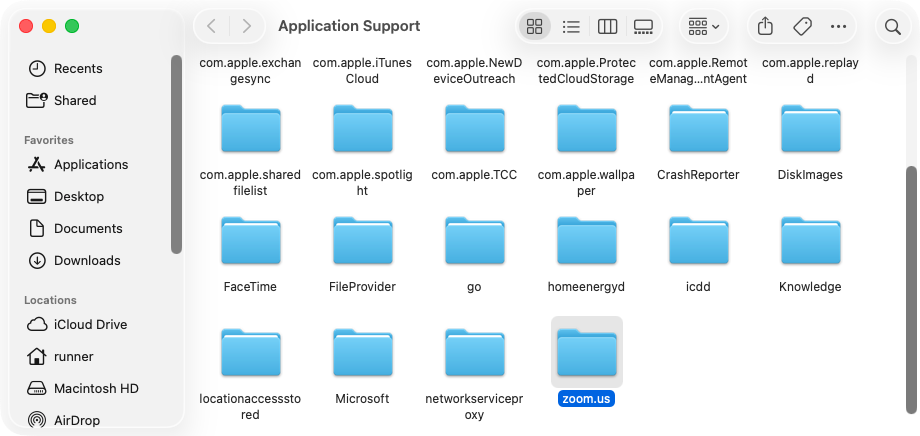 Application Support
Recents
Shared
Favorites
Applications
Desktop
Documents
Downloads
Locations
iCloud Drive
runner
Macintosh HD
AirDrop
com.apple.exchan
gesync
com.apple.iTunes
Cloud
com.apple.NewD
eviceOutreach
com.apple.Protec
tedCloudStorage
com.apple.Remo
teManag...ntAgent
com.apple.replay
d
com.apple.shared
filelist
com.apple.spotlig
ht
com.apple.TCC
com.apple.wallpa
per
CrashReporter
DiskImages
FaceTime
FileProvider
go
homeenergyd
icdd
Knowledge
locationaccesssto
red
Microsoft
networkservicepr
oxy
zoom.us